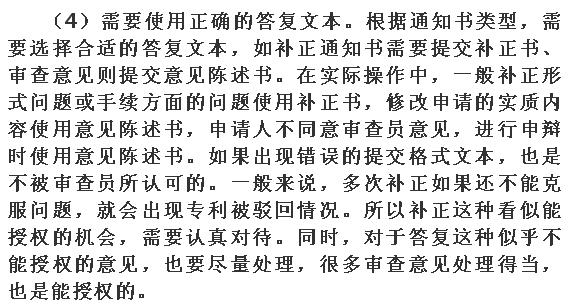 （4）需要使用正确的答复文本。根据通知书类型，需
要选择合适的答复文本，如补正通知书需要提交补正书、
审查意见则提交意见陈述书。在实际操作中，一般补正形
式问题或手续方面的问题使用补正书，修改申请的实质内
容使用意见陈述书，申请人不同意审查员意见，进行申辩
时使用意见陈述书。如果出现错误的提交格式文本，也是
不被审查员所认可的。一般来说，多次补正如果还不能克
服问题，就会出现专利被驳回情况。所以补正这种看似能
授权的机会，需要认真对待。同时，对于答复这种似乎不
能授权的意见，也要尽量处理，很多审查意见处理得当，
也是能授权的。